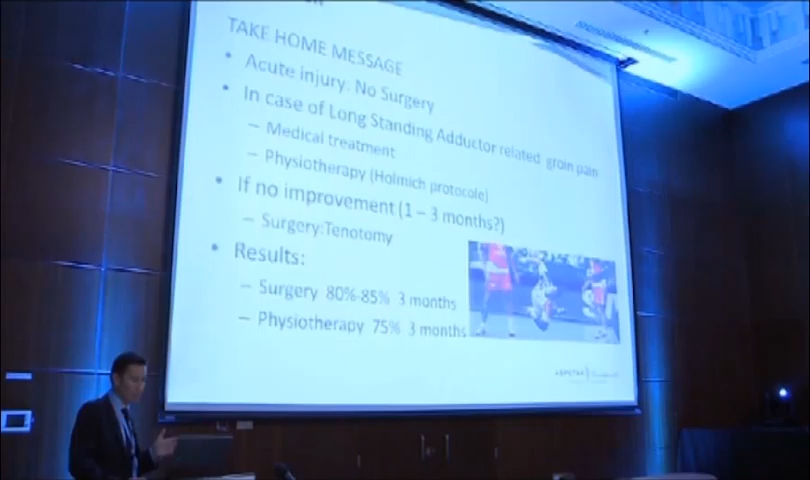 TAKE HOME MESSAGE
• Acute injury: No Surgery
• In case of Long Standing Adductor related groin pain
– Medical treatment
– Physiotherapy (Holmich protocole)
• If no improvement (1 – 3 months?)
– Surgery:Tenotomy
• Results:
– Surgery 80%-85% 3 months
– Physiotherapy 75% 3 months